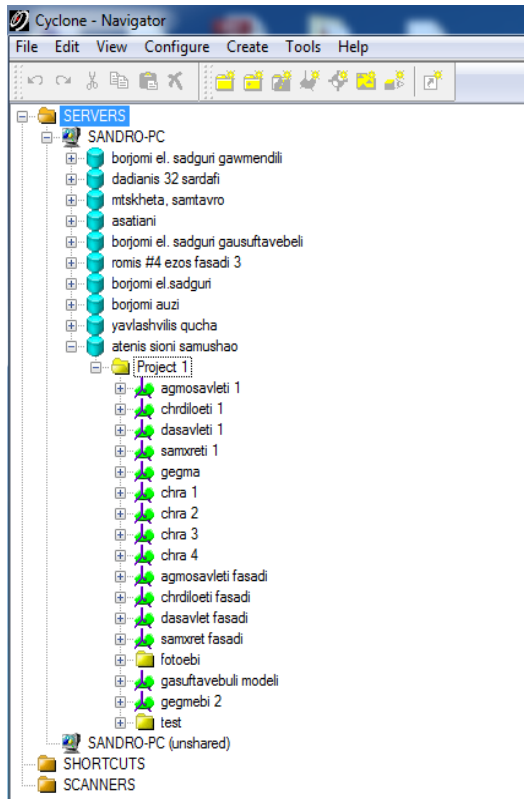 Cyclone - Navigator
File Edit View Configure Create Tools Help
SERVERS
SANDRO-PC
borjomi el. sadguri gawmendili
dadianis 32 sardafi
mtskheta, samtavro
asatiani
borjomi el. sadguri gausuftavebeli
romis #4 ezos fasadi 3
borjomi el.sadguri
borjomi auzi
yavlashvilis qucha
atenis sioni samushao
Project 1
agmosavleti 1
chrdiloeti 1
dasavleti 1
samxreti 1
gegma
chra 1
chra 2
chra 3
chra 4
agmosavleti fasadi
chrdiloeti fasadi
dasavlet fasadi
samxret fasadi
fotoebi
gasuftavebuli modeli
gegmebi 2
test
SANDRO-PC (unshared)
SHORTCUTS
SCANNERS